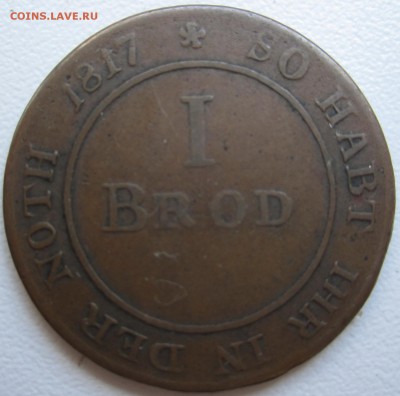 COINS.LAVE.RU
SO HABT IHR IN DER NOTH 1817 *
I
BROD